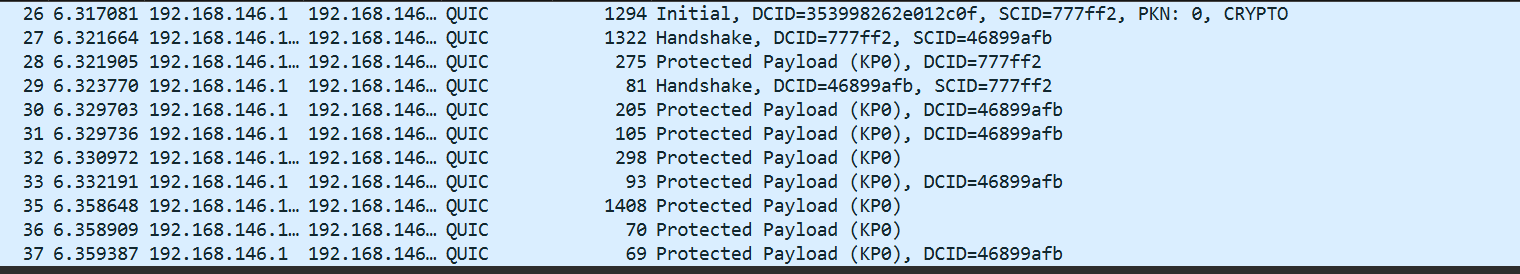 26 6.317081 192.168.146.1 192.168.146… QUIC 1294 Initial, DCID=353998262e012c0f, SCID=777ff2, PKN: 0, CRYPTO
27 6.321664 192.168.146.1… 192.168.146… QUIC 1322 Handshake, DCID=777ff2, SCID=46899afb
28 6.321905 192.168.146.1… 192.168.146… QUIC 275 Protected Payload (KP0), DCID=777ff2
29 6.323770 192.168.146.1 192.168.146… QUIC 81 Handshake, DCID=46899afb, SCID=777ff2
30 6.329703 192.168.146.1 192.168.146… QUIC 205 Protected Payload (KP0), DCID=46899afb
31 6.329736 192.168.146.1 192.168.146… QUIC 105 Protected Payload (KP0), DCID=46899afb
32 6.330972 192.168.146.1… 192.168.146… QUIC 298 Protected Payload (KP0)
33 6.332191 192.168.146.1 192.168.146… QUIC 93 Protected Payload (KP0), DCID=46899afb
35 6.358648 192.168.146.1… 192.168.146… QUIC 1408 Protected Payload (KP0)
36 6.358909 192.168.146.1… 192.168.146… QUIC 70 Protected Payload (KP0)
37 6.359387 192.168.146.1 192.168.146… QUIC 69 Protected Payload (KP0), DCID=46899afb